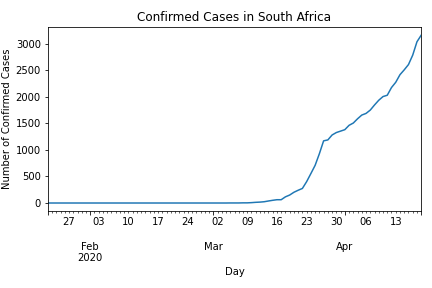 Confirmed Cases in South Africa
Number of Confirmed Cases
3000
2500
2000
1500
1000
500
0
27 03 10 17 24 02 09 16 23 30 06 13
Feb Mar Apr
2020
Day